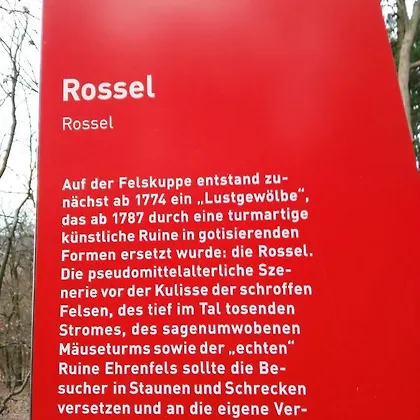 Rossel
Rossel
Auf der Felskuppe entstand zu-
nächst ab 1774 ein „Lustgewölbe“,
das ab 1787 durch eine turmartige
künstliche Ruine in gotisierenden
Formen ersetzt wurde: die Rossel.
Die pseudomittelalterliche Sze-
nerie vor der Kulisse der schroffen
Felsen, des tief im Tal tosenden
Stromes, des sagenumwobenen
Mäuseturms sowie der „echten“
Ruine Ehrenfels sollte die Be-
sucher in Staunen und Schrecken
versetzen und an die eigene Ver-